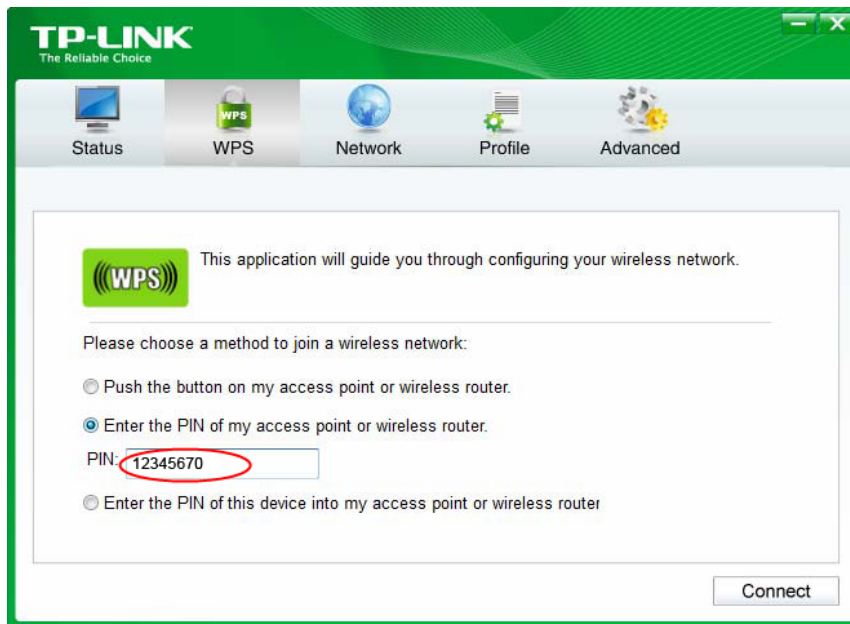 TP-LINK
The Reliable Choice
WPS
Status
WPS
Network
Profile
Advanced
WPS
This application will guide you through configuring your wireless network.
Please choose a method to join a wireless network:
Push the button on my access point or wireless router.
Enter the PIN of my access point or wireless router.
PIN: 12345670
Enter the PIN of this device into my access point or wireless router
Connect